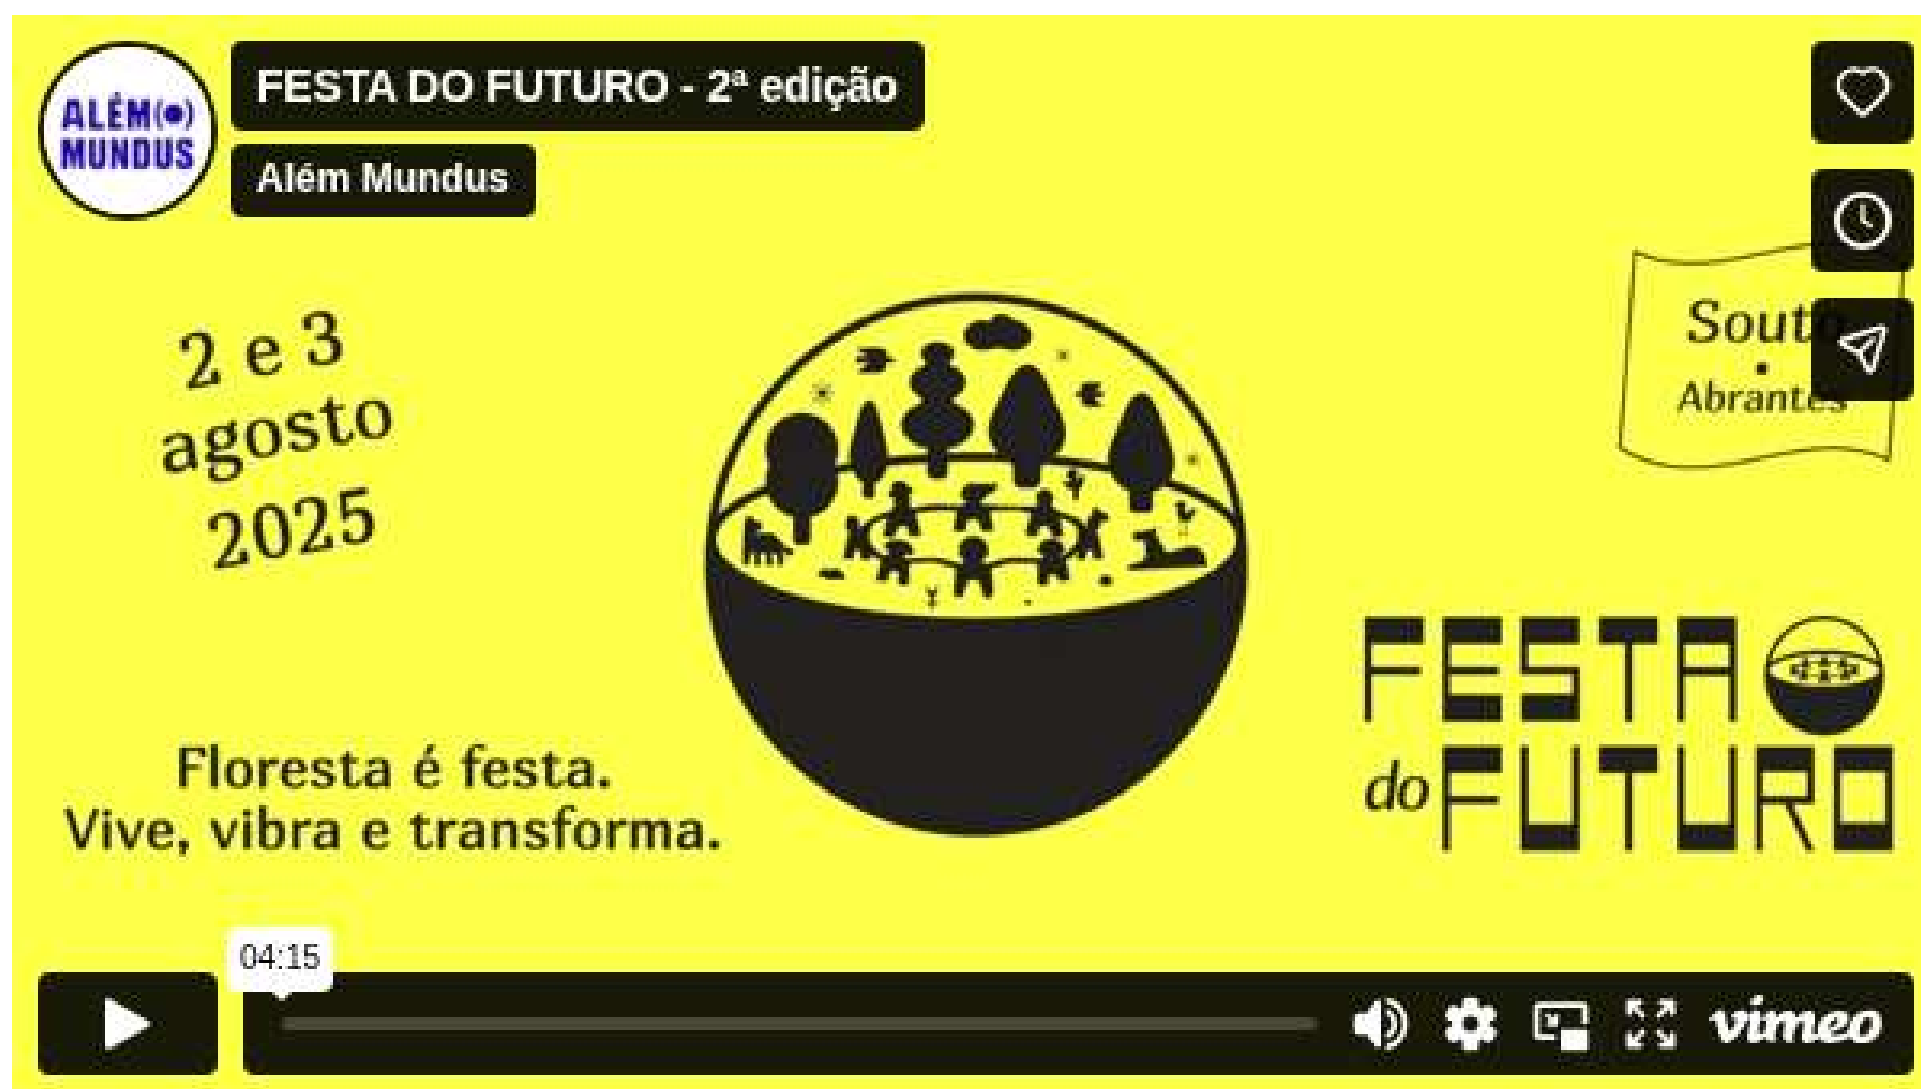 ALÉM(●)
MUNDUS
FESTA DO FUTURO - 2ª edição
Além Mundus
2 e 3
agosto
2025
Souto
•
Abrantes
Floresta é festa.
Vive, vibra e transforma.
FESTA
do FUTURO
04:15
vimeo